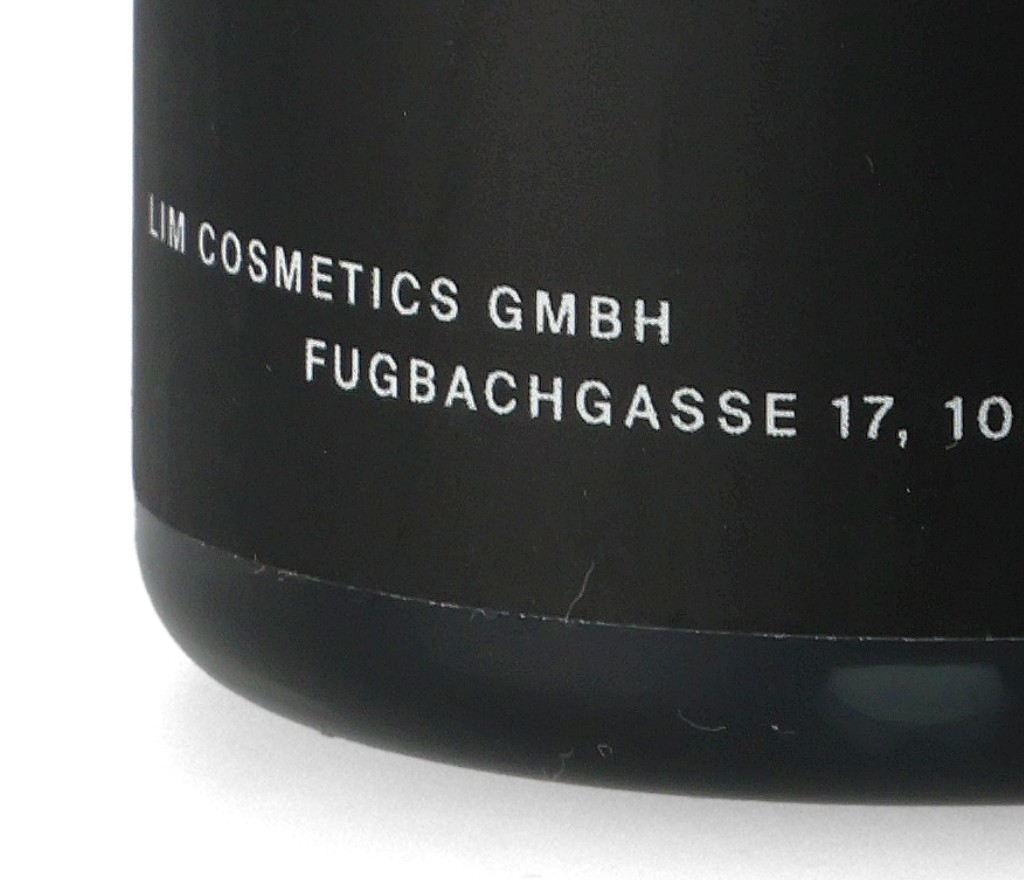 LIM COSMETICS GMBH
FUGBACHGASSE 17, 10